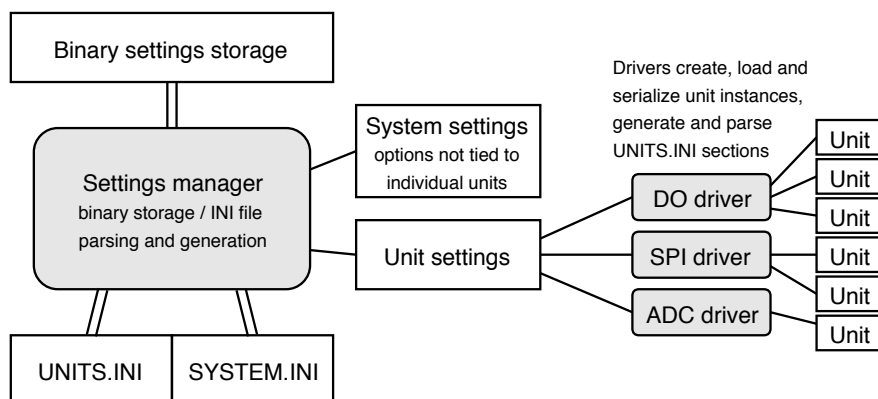 Binary settings storage
Settings manager
binary storage / INI file
parsing and generation
UNITS.INI
SYSTEM.INI
System settings
options not tied to
individual units
Unit settings
Drivers create, load and
serialize unit instances,
generate and parse
UNITS.INI sections
DO driver
SPI driver
ADC driver
Unit
Unit
Unit
Unit
Unit
Unit